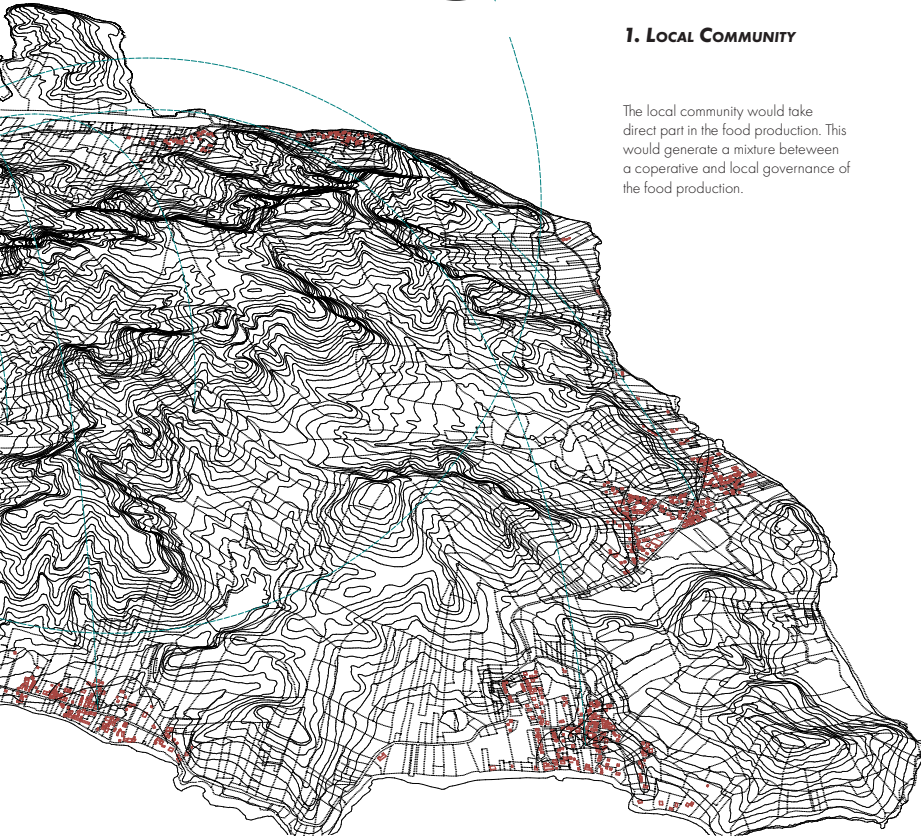 1. Local Community
The local community would take
direct part in the food production. This
would generate a mixture beteween
a coperative and local governance of
the food production.